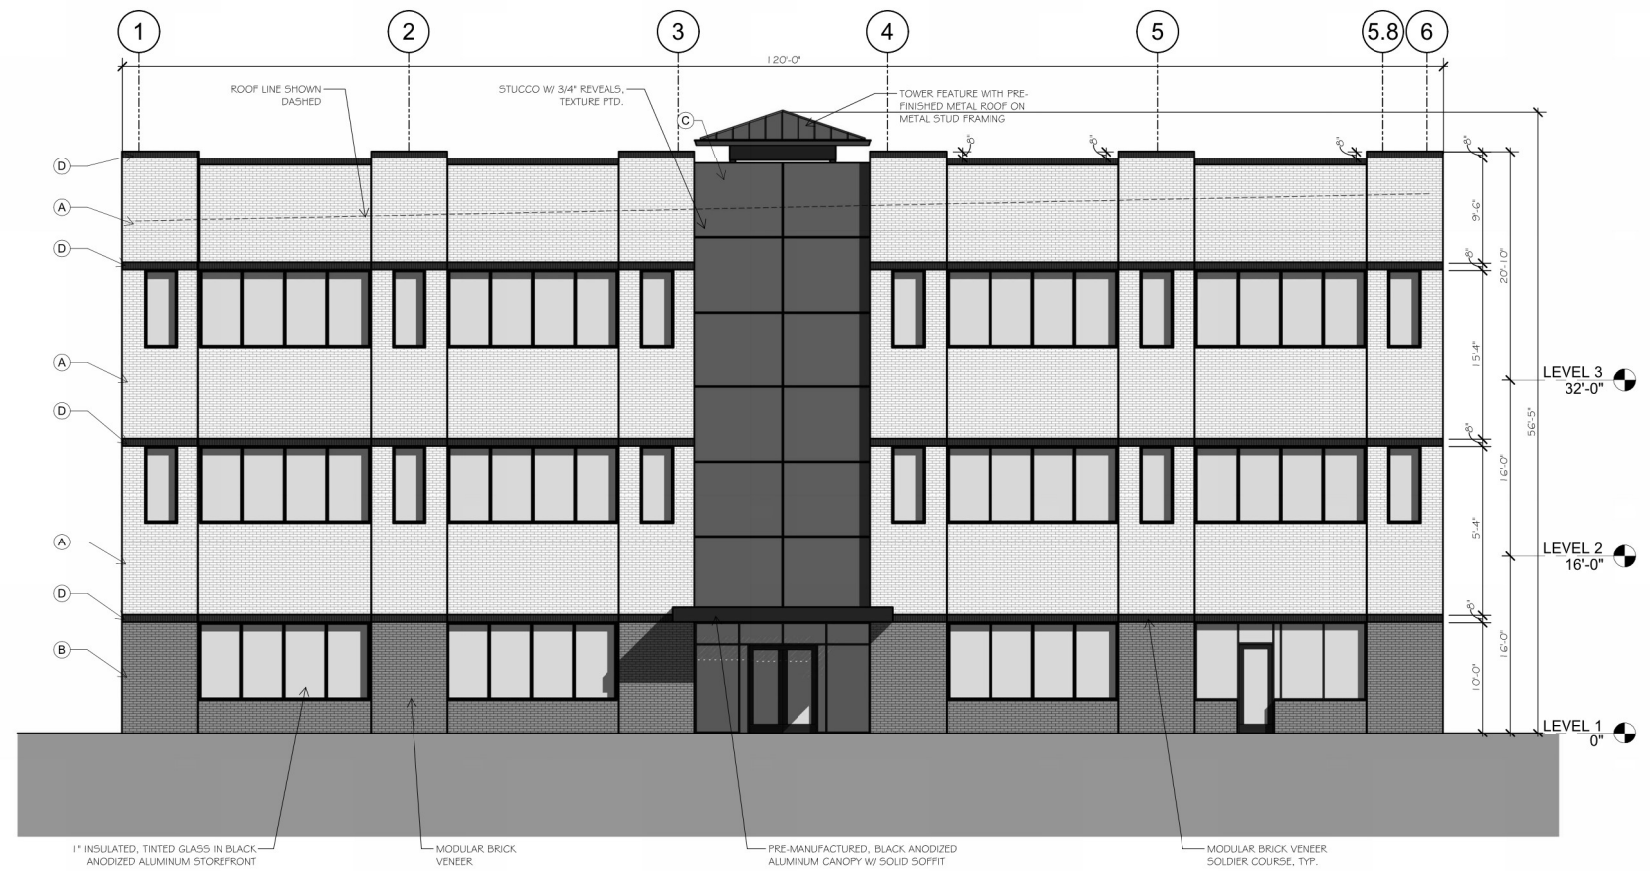 1 2 3 4 5 5.8 6
120'-0"
ROOF LINE SHOWN
DASHED
STUCCO W/ 3/4" REVEALS,
TEXTURE PTD.
TOWER FEATURE WITH PRE-
FINISHED METAL ROOF ON
METAL STUD FRAMING
C
D
A
D
A
D
A
D
B
8"
8"
8"
8"
9'-6"
8"
20'-10"
15'-4"
56'-5"
8"
16'-0"
5'-4"
8"
16'-0"
10'-0"
LEVEL 3
32'-0"
LEVEL 2
16'-0"
LEVEL 1
0"
1" INSULATED, TINTED GLASS IN BLACK
ANODIZED ALUMINUM STOREFRONT
MODULAR BRICK
VENEER
PRE-MANUFACTURED, BLACK ANODIZED
ALUMINUM CANOPY W/ SOLID SOFFIT
MODULAR BRICK VENEER
SOLDIER COURSE, TYP.